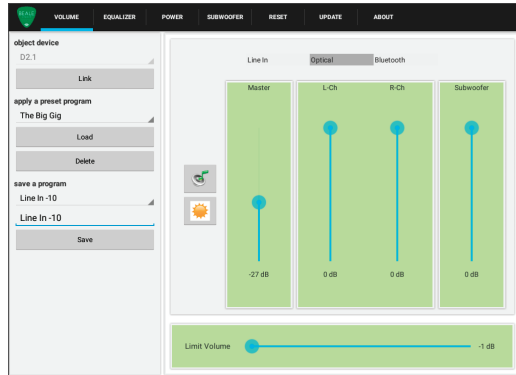 BEALE
VOLUME EQUALIZER POWER SUBWOOFER RESET UPDATE ABOUT
object device
D2.1
Link
apply a preset program
The Big Gig
Load
Delete
save a program
Line In -10
Line In -10
Save
Line In Optical Bluetooth
Master L-Ch R-Ch Subwoofer
-27 dB 0 dB 0 dB 0 dB
Limit Volume -1 dB